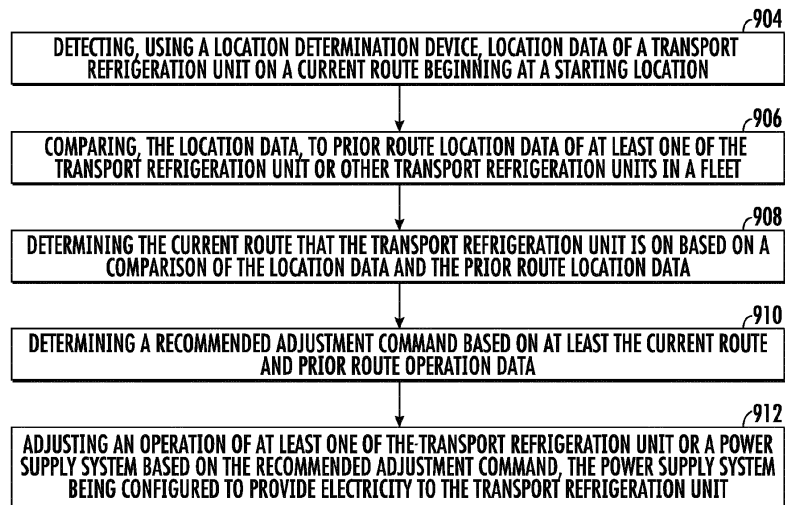 904
DETECTING, USING A LOCATION DETERMINATION DEVICE, LOCATION DATA OF A TRANSPORT
REFRIGERATION UNIT ON A CURRENT ROUTE BEGINNING AT A STARTING LOCATION
906
COMPARING, THE LOCATION DATA, TO PRIOR ROUTE LOCATION DATA OF AT LEAST ONE OF THE
TRANSPORT REFRIGERATION UNIT OR OTHER TRANSPORT REFRIGERATION UNITS IN A FLEET
908
DETERMINING THE CURRENT ROUTE THAT THE TRANSPORT REFRIGERATION UNIT IS ON BASED ON A
COMPARISON OF THE LOCATION DATA AND THE PRIOR ROUTE LOCATION DATA
910
DETERMINING A RECOMMENDED ADJUSTMENT COMMAND BASED ON AT LEAST THE CURRENT ROUTE
AND PRIOR ROUTE OPERATION DATA
912
ADJUSTING AN OPERATION OF AT LEAST ONE OF THE-TRANSPORT REFRIGERATION UNIT OR A POWER
SUPPLY SYSTEM BASED ON THE RECOMMENDED ADJUSTMENT COMMAND, THE POWER SUPPLY SYSTEM
BEING CONFIGURED TO PROVIDE ELECTRICITY TO THE TRANSPORT REFRIGERATION UNIT